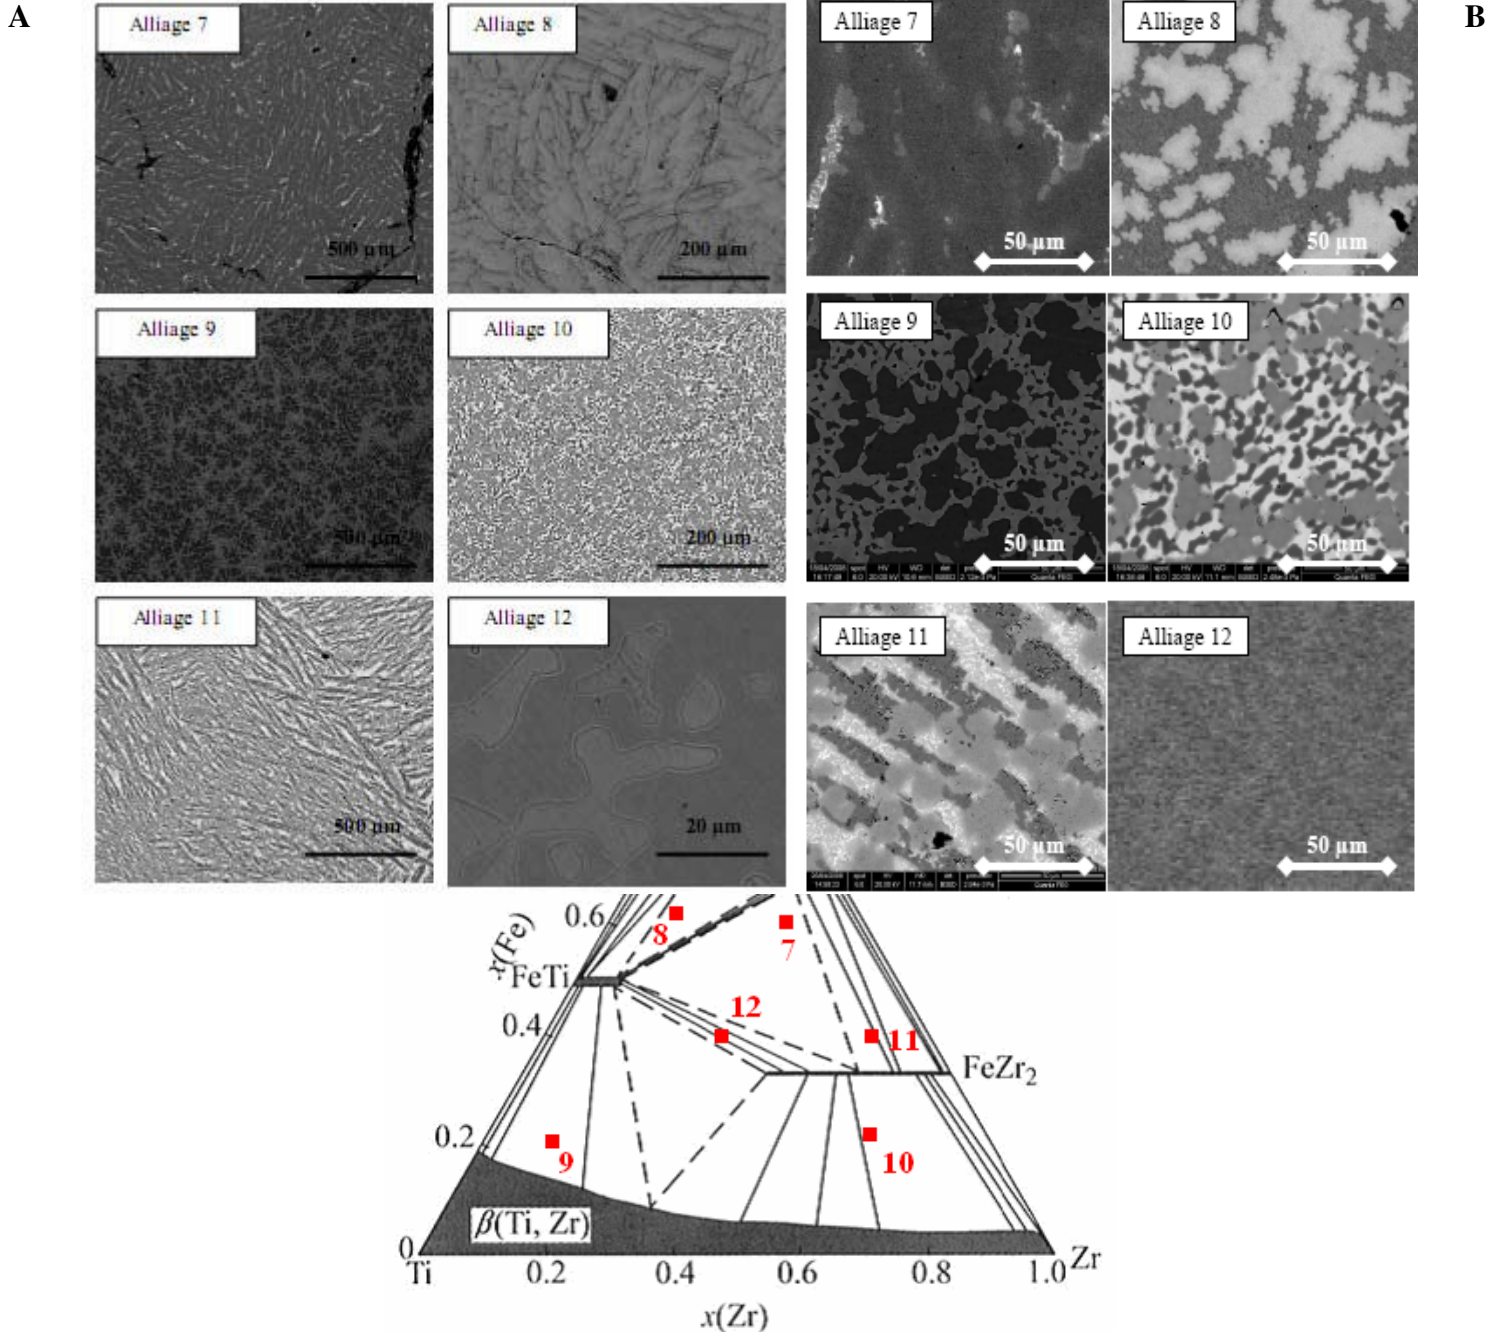 A
B
Alliage 7
Alliage 8
500 µm
200 µm
Alliage 7
Alliage 8
50 µm
50 µm
Alliage 9
Alliage 10
500 µm
200 µm
Alliage 9
Alliage 10
50 µm
50 µm
Alliage 11
Alliage 12
500 µm
20 µm
Alliage 11
Alliage 12
50 µm
50 µm
x(Fe)
0.6
8
7
FeTi
12
0.4
11
FeZr2
0.2
9
10
β(Ti, Zr)
0
Ti
0.2
0.4
0.6
0.8
1.0
Zr
x(Zr)